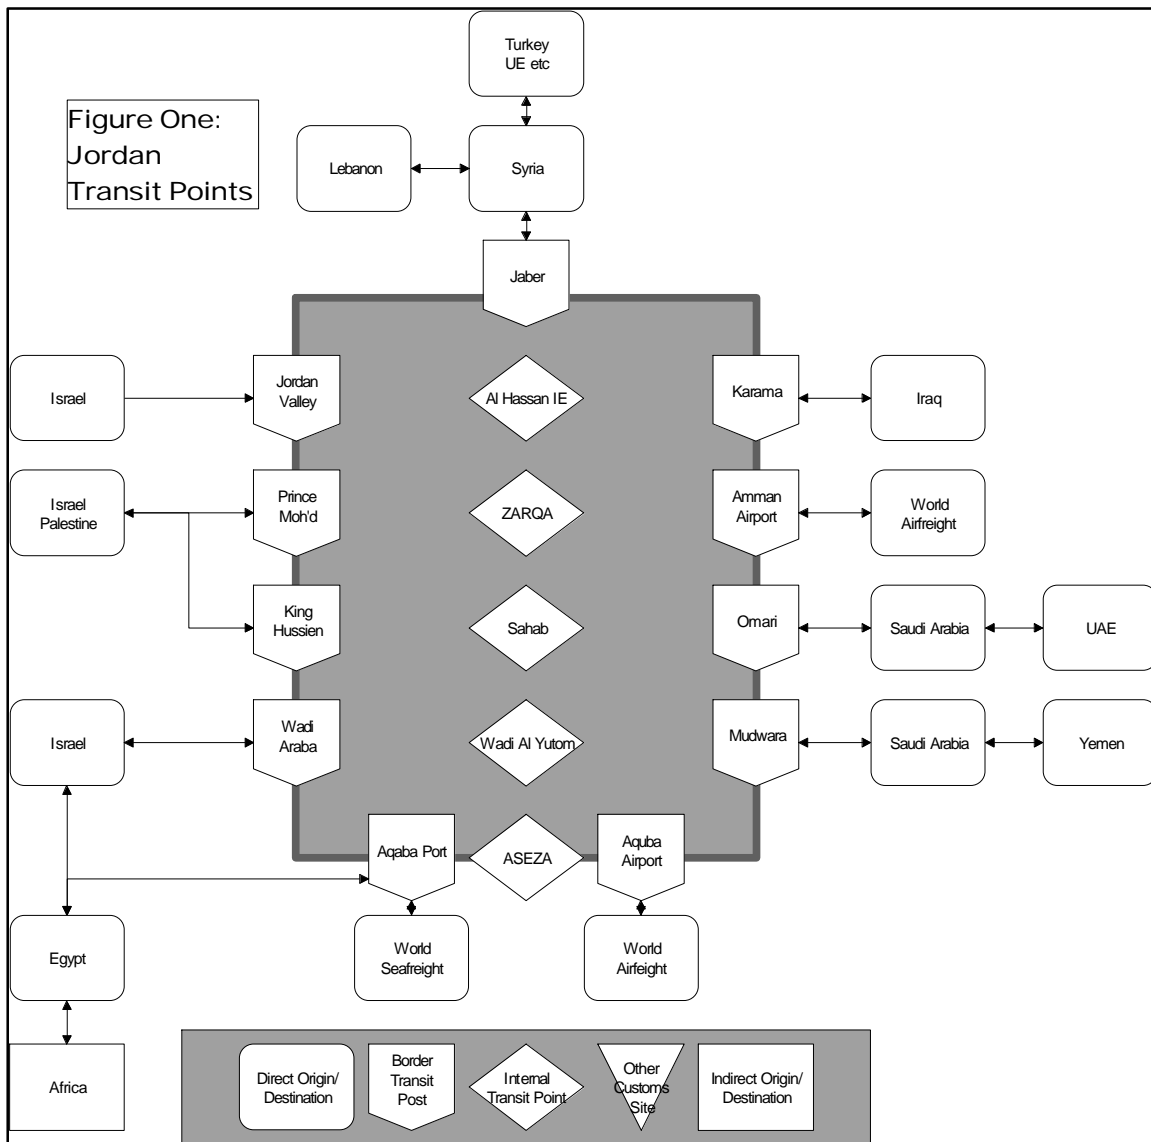 Turkey
UE etc
Figure One:
Jordan
Transit Points
Lebanon
Syria
Jaber
Israel
Jordan
Valley
Al Hassan IE
Karama
Iraq
Israel
Palestine
Prince
Moh'd
ZARQA
Amman
Airport
World
Airfreight
King
Hussien
Sahab
Omari
Saudi Arabia
UAE
Israel
Wadi
Araba
Wadi Al Yutom
Mudwara
Saudi Arabia
Yemen
Aqaba Port
ASEZA
Aquba
Airport
Egypt
World
Seafreight
World
Airfeight
Africa
Direct Origin/
Destination
Border
Transit
Post
Internal
Transit Point
Other
Customs
Site
Indirect Origin/
Destination